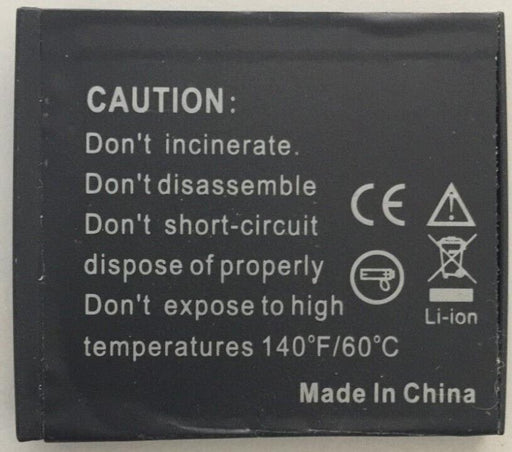 CAUTION:
Don't incinerate.
Don't disassemble
Don't short-circuit
dispose of properly
Don't expose to high
temperatures 140°F/60°C
CE
Li-ion
Made In China